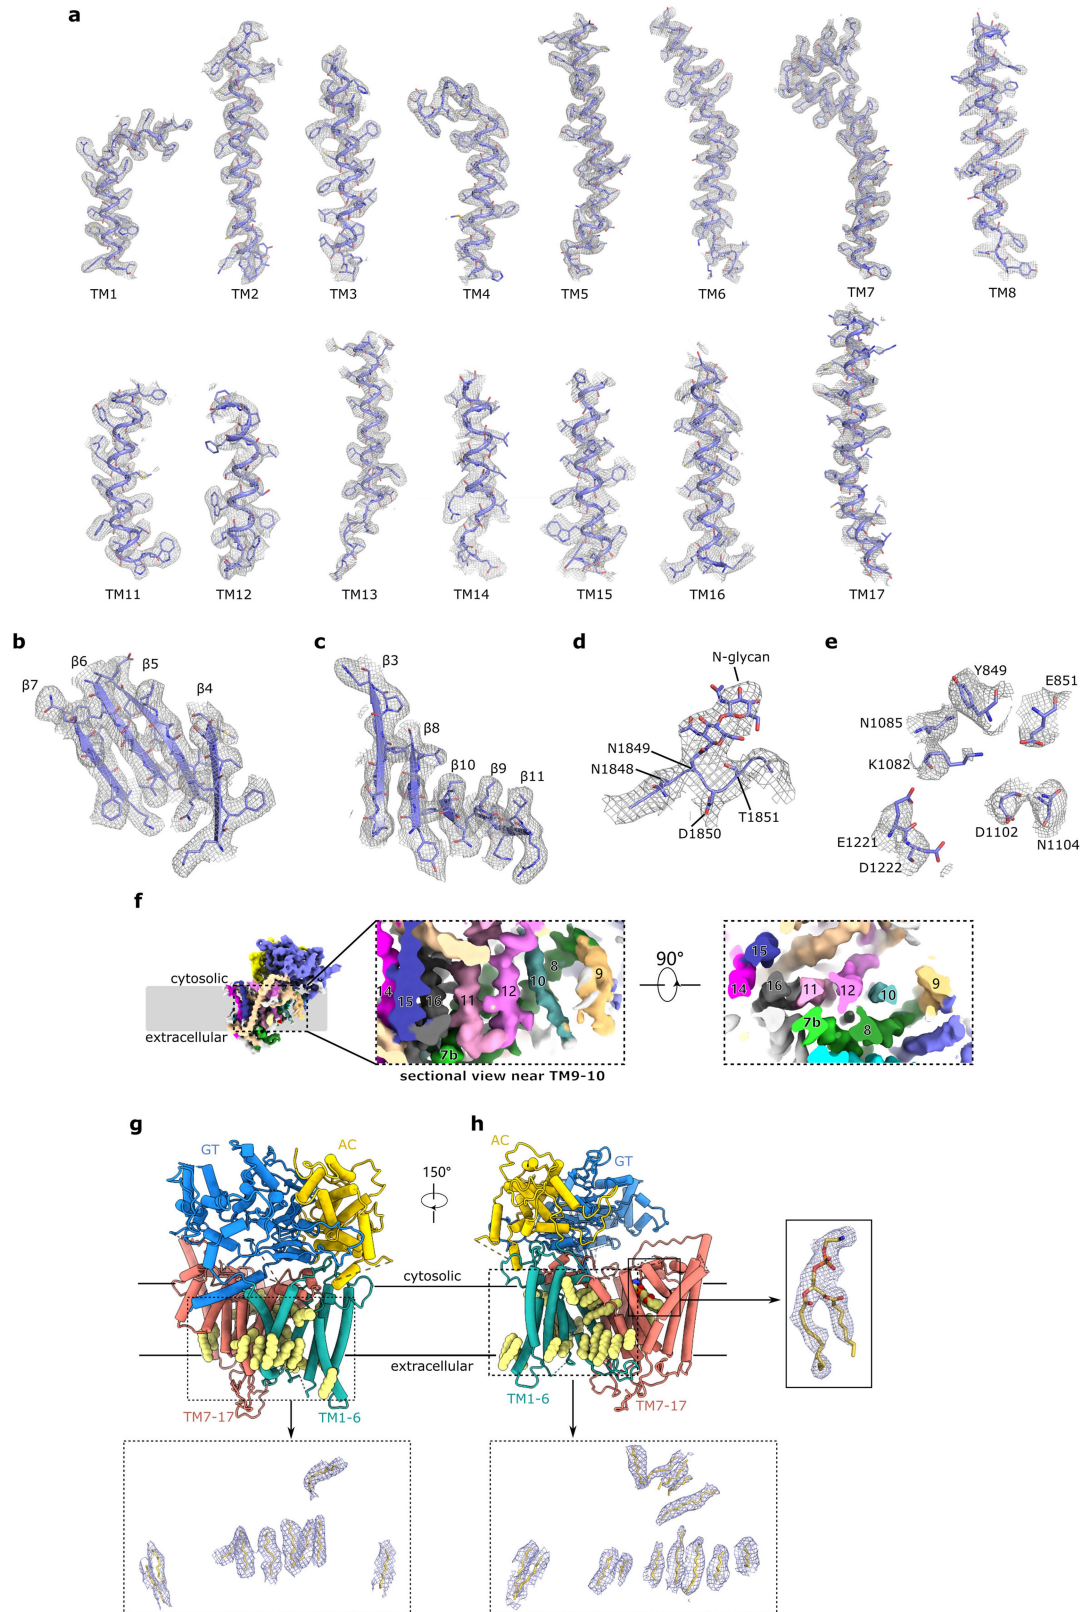 a
TM1
TM2
TM3
TM4
TM5
TM6
TM7
TM8
TM11
TM12
TM13
TM14
TM15
TM16
TM17
b
β7
β6
β5
β4
c
β3
β8
β10
β9
β11
d
N-glycan
N1849
N1848
D1850
T1851
e
Y849
E851
N1085
K1082
D1102
N1104
E1221
D1222
f
cytosolic
extracellular
14
15
16
11
12
10
8
9
7b
sectional view near TM9-10
90°
15
14
16
11
12
10
9
7b
8
g
GT
AC
150°
h
AC
GT
cytosolic
extracellular
TM7-17
TM1-6
TM1-6
TM7-17